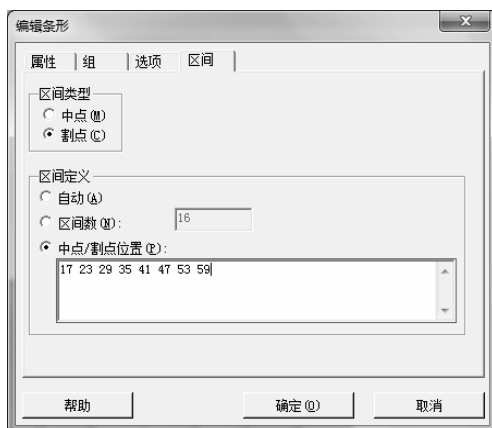 编辑条形
属性 组 选项 区间
区间类型
中点(M)
割点(C)
区间定义
自动(A)
区间数(N): 16
中点/割点位置(P):
17 23 29 35 41 47 53 59
帮助 确定(O) 取消